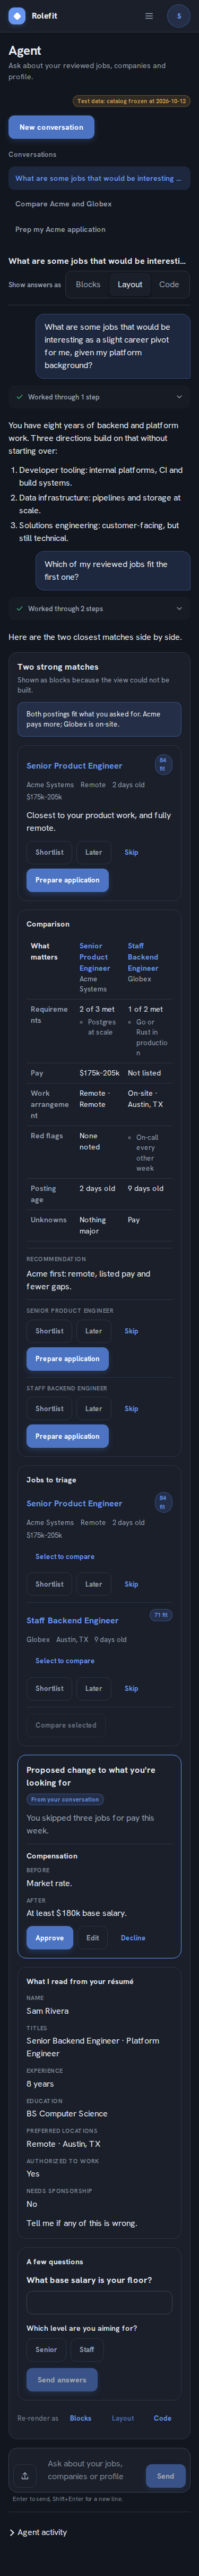 Rolefit
S
Agent
Ask about your reviewed jobs, companies and
profile.
Test data: catalog frozen at 2026-10-12
New conversation
Conversations
What are some jobs that would be interesting ...
Compare Acme and Globex
Prep my Acme application
What are some jobs that would be interesti...
Show answers as
Blocks
Layout
Code
What are some jobs that would be
interesting as a slight career pivot
for me, given my platform
background?
Worked through 1 step
You have eight years of backend and platform
work. Three directions build on that without
starting over:
1. Developer tooling: internal platforms, CI and
build systems.
2. Data infrastructure: pipelines and storage at
scale.
3. Solutions engineering: customer-facing, but
still technical.
Which of my reviewed jobs fit the
first one?
Worked through 2 steps
Here are the two closest matches side by side.
Two strong matches
Shown as blocks because the view could not be
built.
Both postings fit what you asked for. Acme
pays more; Globex is on-site.
Senior Product Engineer
84
fit
Acme Systems Remote 2 days old
$175k-205k
Closest to your product work, and fully
remote.
Shortlist
Later
Skip
Prepare application
Comparison
What
matters
Senior
Product
Engineer
Acme
Systems
Staff
Backend
Engineer
Globex
Requireme
nts
2 of 3 met
Postgres
at scale
1 of 2 met
Go or
Rust in
productio
n
Pay
$175k-205k
Not listed
Work
arrangeme
nt
Remote ·
Remote
On-site ·
Austin, TX
Red flags
None
noted
On-call
every
other
week
Posting
age
2 days old
9 days old
Unknowns
Nothing
major
Pay
RECOMMENDATION
Acme first: remote, listed pay and
fewer gaps.
SENIOR PRODUCT ENGINEER
Shortlist
Later
Skip
Prepare application
STAFF BACKEND ENGINEER
Shortlist
Later
Skip
Prepare application
Jobs to triage
Senior Product Engineer
84
fit
Acme Systems Remote 2 days old
$175k-205k
Select to compare
Shortlist
Later
Skip
Staff Backend Engineer
71 fit
Globex Austin, TX 9 days old
Select to compare
Shortlist
Later
Skip
Compare selected
Proposed change to what you're
looking for
From your conversation
You skipped three jobs for pay this
week.
Compensation
BEFORE
Market rate.
AFTER
At least $180k base salary.
Approve
Edit
Decline
What I read from your résumé
NAME
Sam Rivera
TITLES
Senior Backend Engineer · Platform
Engineer
EXPERIENCE
8 years
EDUCATION
BS Computer Science
PREFERRED LOCATIONS
Remote · Austin, TX
AUTHORIZED TO WORK
Yes
NEEDS SPONSORSHIP
No
Tell me if any of this is wrong.
A few questions
What base salary is your floor?
Which level are you aiming for?
Senior
Staff
Send answers
Re-render as
Blocks
Layout
Code
Ask about your jobs,
companies or profile
Send
Enter to send, Shift+Enter for a new line.
Agent activity